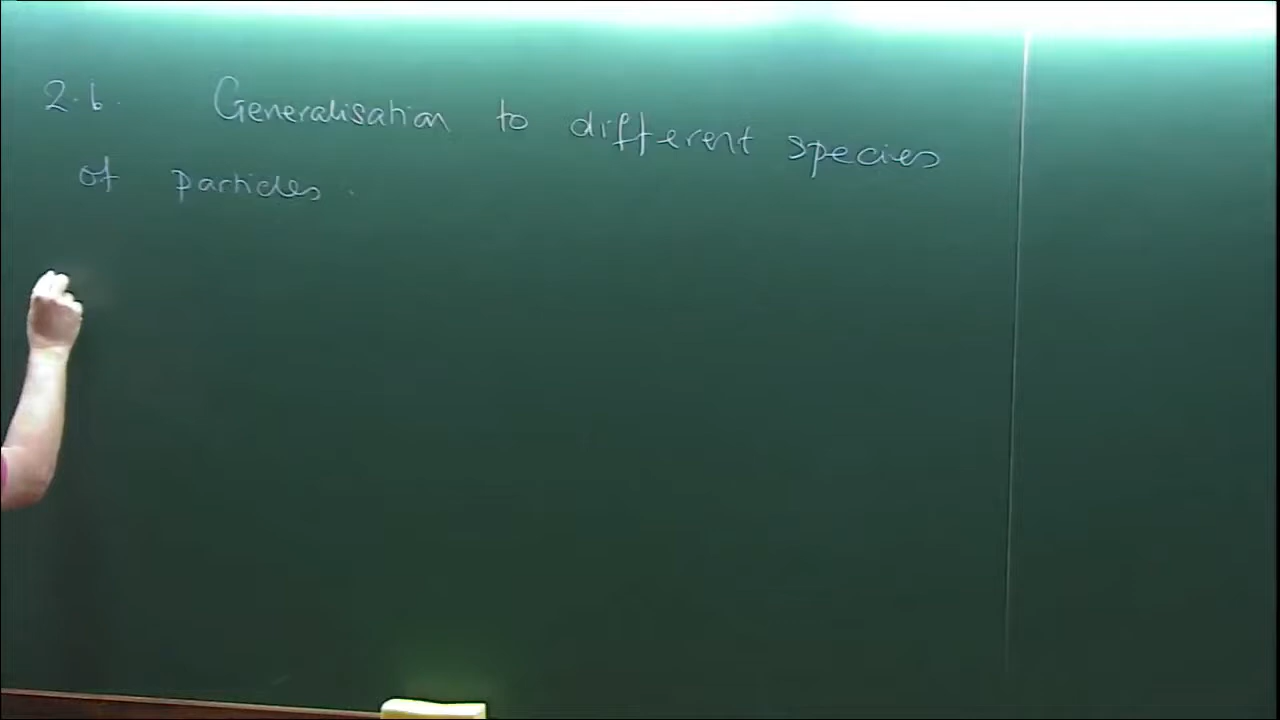 2.6. Generalisation to different species
of particles.